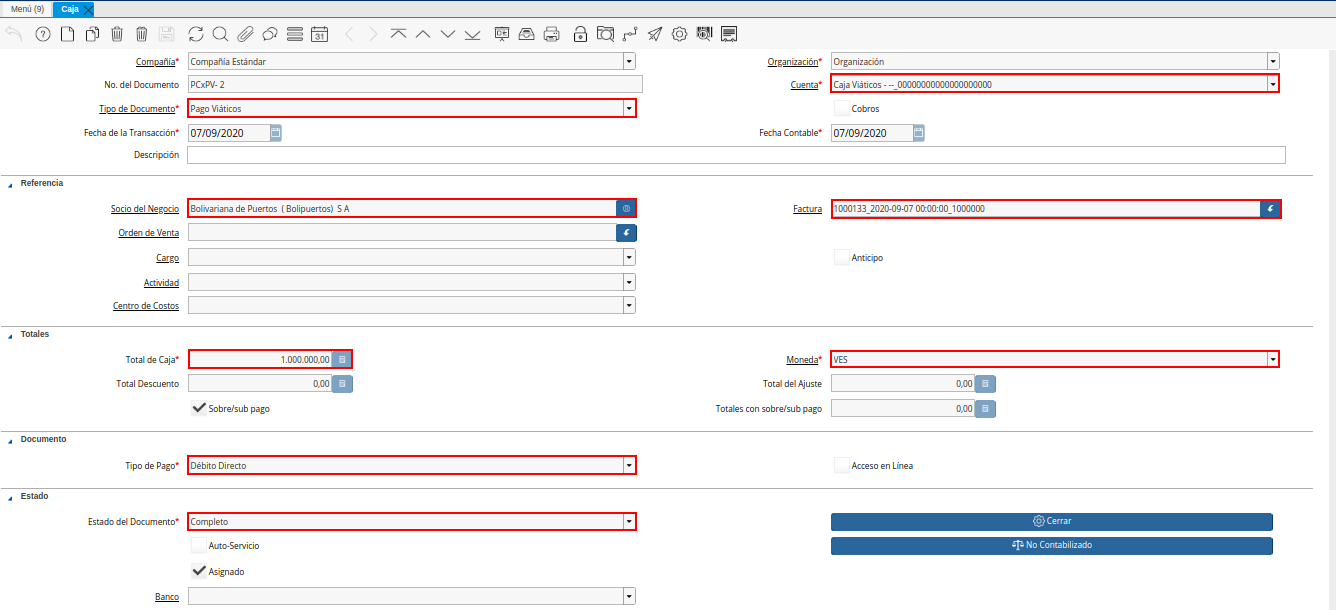 Menú (9) Caja
31
Compañía* Compañía Estándar Organización* Organización
No. del Documento PCxPV- 2 Cuenta* Caja Viáticos - --_00000000000000000000
Tipo de Documento* Pago Viáticos Cobros
Fecha de la Transacción* 07/09/2020 Fecha Contable* 07/09/2020
Descripción
Referencia
Socio del Negocio Bolivariana de Puertos ( Bolipuertos) S A Factura 1000133_2020-09-07 00:00:00_1000000
Orden de Venta
Cargo Anticipo
Actividad
Centro de Costos
Totales
Total de Caja* 1.000.000,00 Moneda* VES
Total Descuento 0,00 Total del Ajuste 0,00
Sobre/sub pago Totales con sobre/sub pago 0,00
Documento
Tipo de Pago* Débito Directo Acceso en Línea
Estado
Estado del Documento* Completo Cerrar
Auto-Servicio No Contabilizado
Asignado
Banco